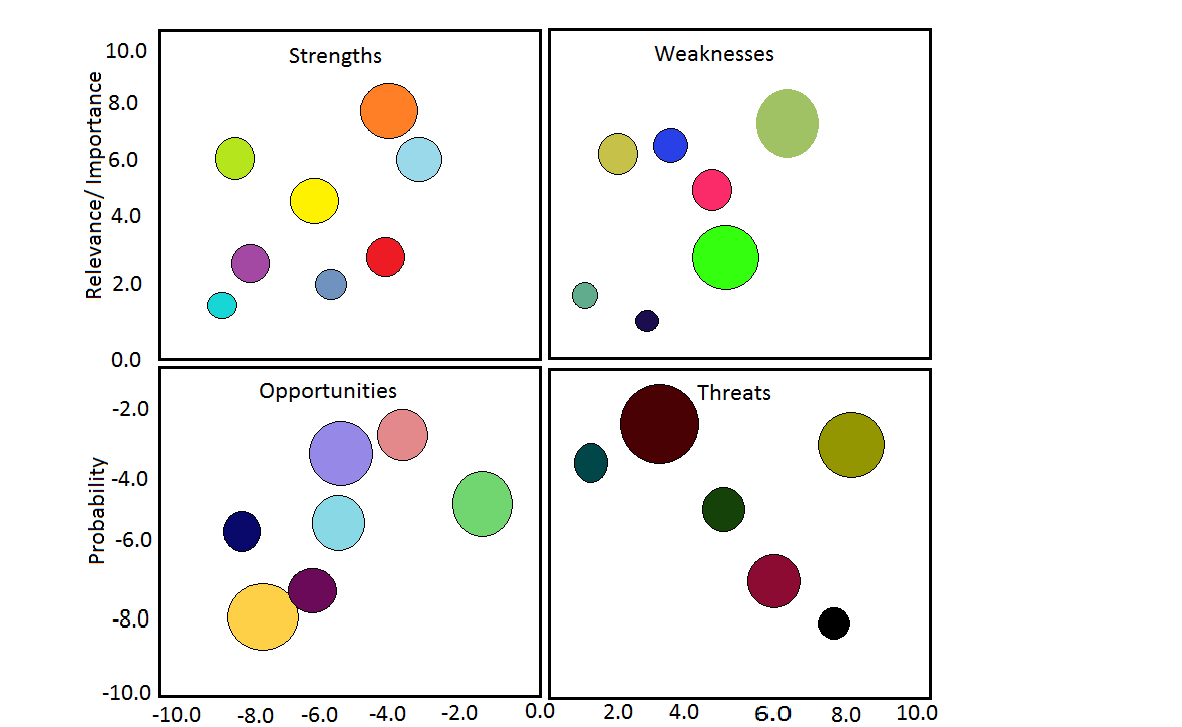 Strengths
Weaknesses
10.0
8.0
6.0
4.0
2.0
0.0
Relevance/ Importance
Opportunities
Threats
-2.0
-4.0
-6.0
-8.0
-10.0
Probability
-10.0 -8.0 -6.0 -4.0 -2.0 0.0 2.0 4.0 6.0 8.0 10.0